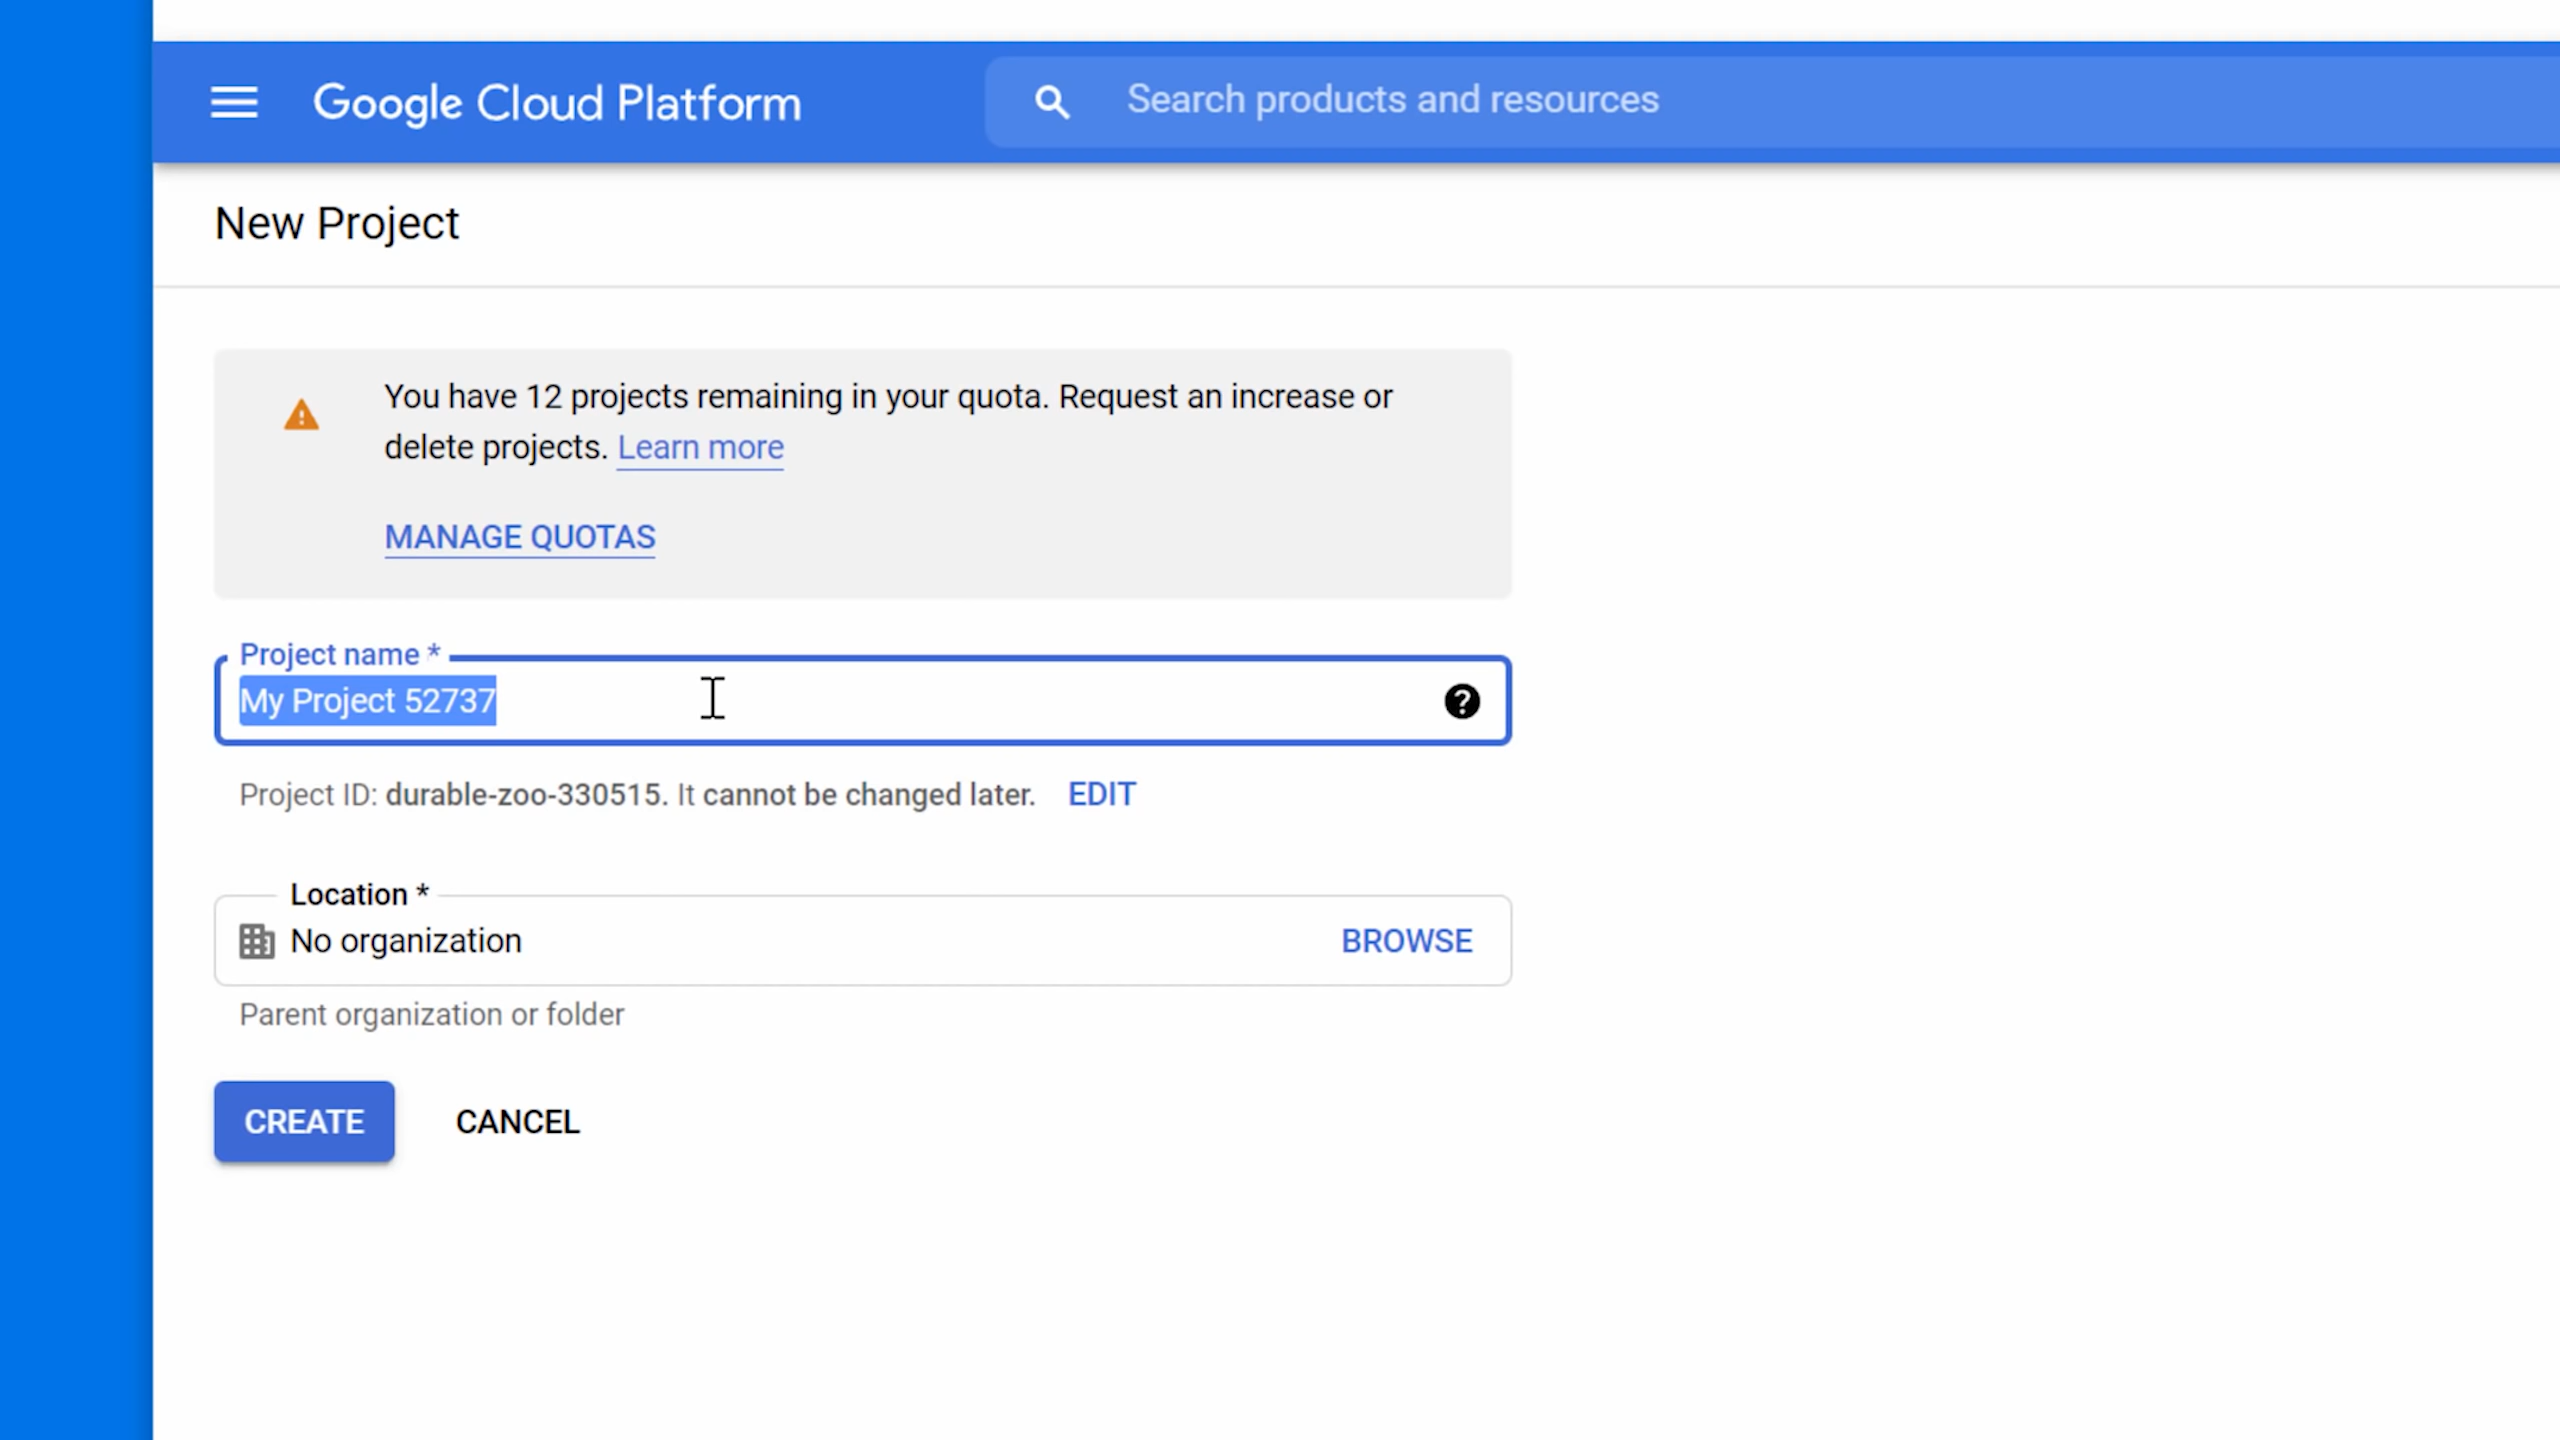 Google Cloud Platform
Search products and resources
New Project
You have 12 projects remaining in your quota. Request an increase or
delete projects. Learn more
MANAGE QUOTAS
Project name *
My Project 52737
Project ID: durable-zoo-330515. It cannot be changed later. EDIT
Location *
No organization BROWSE
Parent organization or folder
CREATE CANCEL